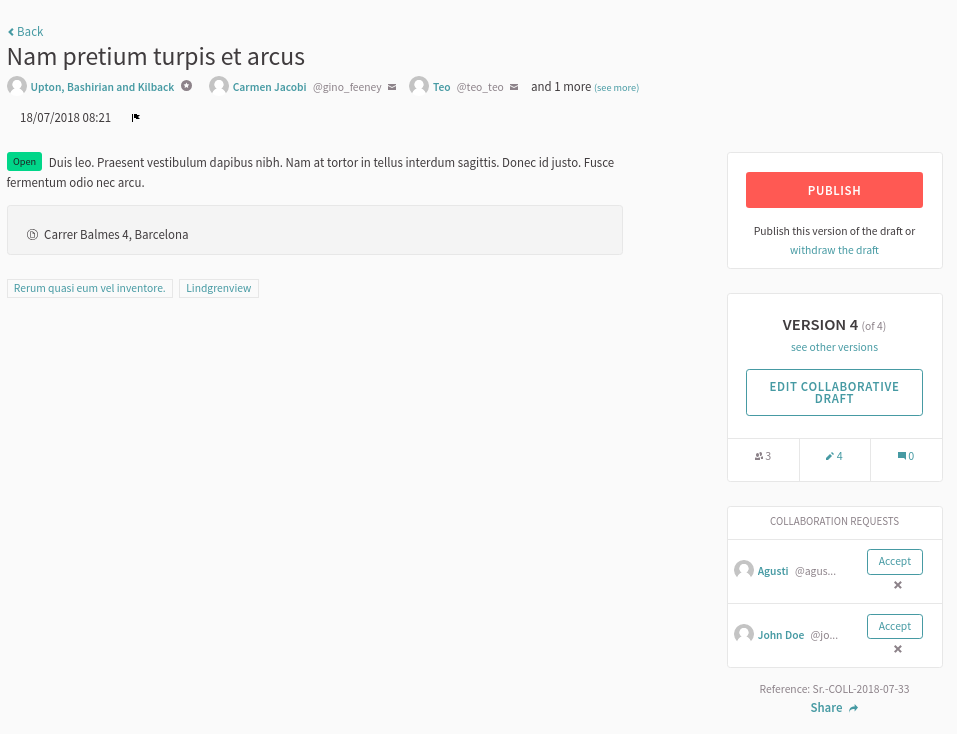 Back
Nam pretium turpis et arcus
Upton, Bashirian and Kilback Carmen Jacobi @gino_feeney Teo @teo_teo and 1 more (see more)
18/07/2018 08:21
Open Duis leo. Praesent vestibulum dapibus nibh. Nam at tortor in tellus interdum sagittis. Donec id justo. Fusce
fermentum odio nec arcu.
Carrer Balmes 4, Barcelona
Rerum quasi eum vel inventore. Lindgrenview
PUBLISH
Publish this version of the draft or
withdraw the draft
VERSION 4 (of 4)
see other versions
EDIT COLLABORATIVE
DRAFT
3 4 0
COLLABORATION REQUESTS
Agusti @agus... Accept
John Doe @jo... Accept
Reference: Sr.-COLL-2018-07-33
Share